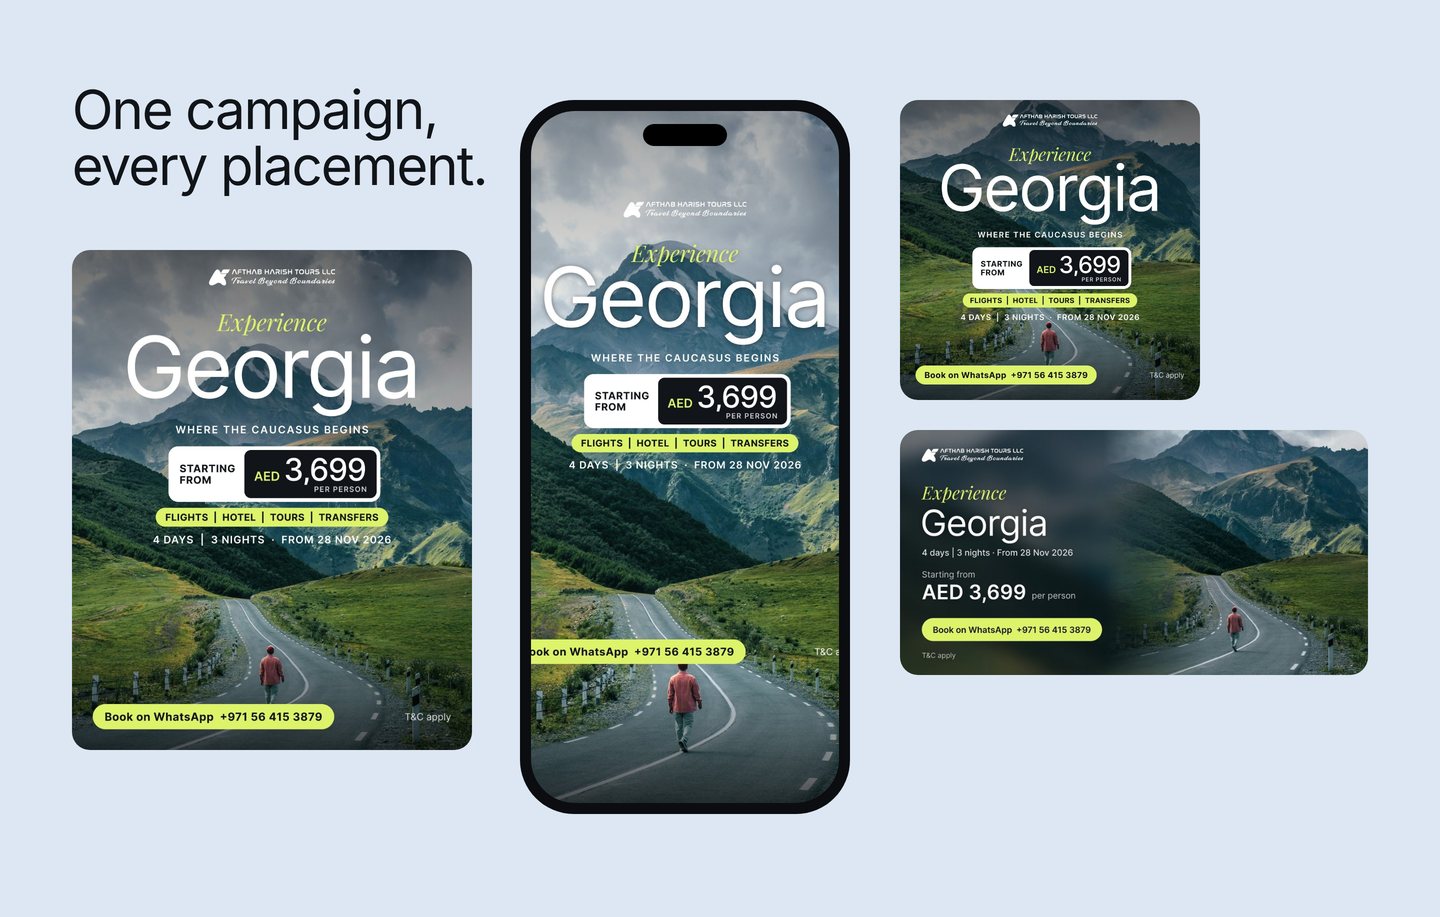 One campaign,
every placement.
AFTHAB HARISH TOURS LLC
Travel Beyond Boundaries
Experience
Georgia
WHERE THE CAUCASUS BEGINS
STARTING
FROM
AED 3,699
PER PERSON
FLIGHTS | HOTEL | TOURS | TRANSFERS
4 DAYS | 3 NIGHTS · FROM 28 NOV 2026
Book on WhatsApp +971 56 415 3879
T&C apply
AFTHAB HARISH TOURS LLC
Travel Beyond Boundaries
Experience
Georgia
WHERE THE CAUCASUS BEGINS
STARTING
FROM
AED 3,699
PER PERSON
FLIGHTS | HOTEL | TOURS | TRANSFERS
4 DAYS | 3 NIGHTS · FROM 28 NOV 2026
ook on WhatsApp +971 56 415 3879
T&C a
AFTHAB HARISH TOURS LLC
Travel Beyond Boundaries
Experience
Georgia
WHERE THE CAUCASUS BEGINS
STARTING
FROM
AED 3,699
PER PERSON
FLIGHTS | HOTEL | TOURS | TRANSFERS
4 DAYS | 3 NIGHTS · FROM 28 NOV 2026
Book on WhatsApp +971 56 415 3879
T&C apply
AFTHAB HARISH TOURS LLC
Travel Beyond Boundaries
Experience
Georgia
4 days | 3 nights · From 28 Nov 2026
Starting from
AED 3,699 per person
Book on WhatsApp +971 56 415 3879
T&C apply